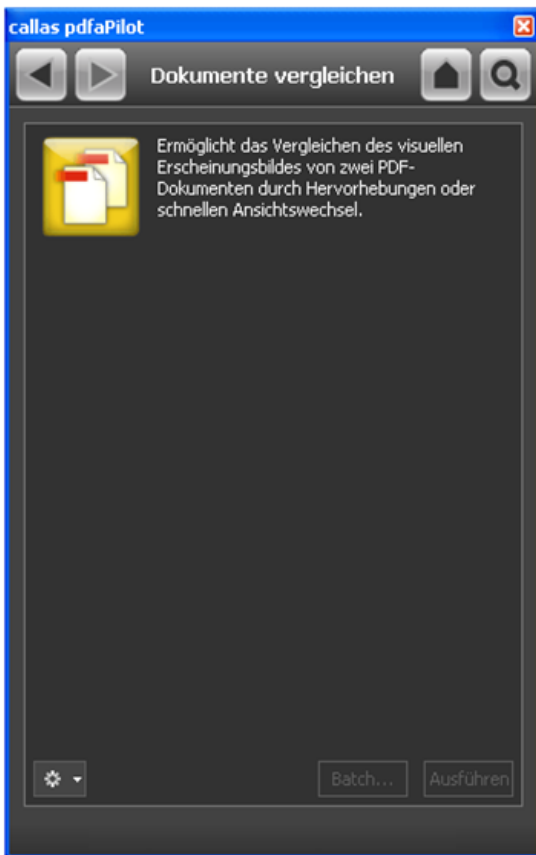 callas pdfaPilot
Dokumente vergleichen
Ermöglicht das Vergleichen des visuellen
Erscheinungsbildes von zwei PDF-
Dokumenten durch Hervorhebungen oder
schnellen Ansichtswechsel.
Batch...
Ausführen